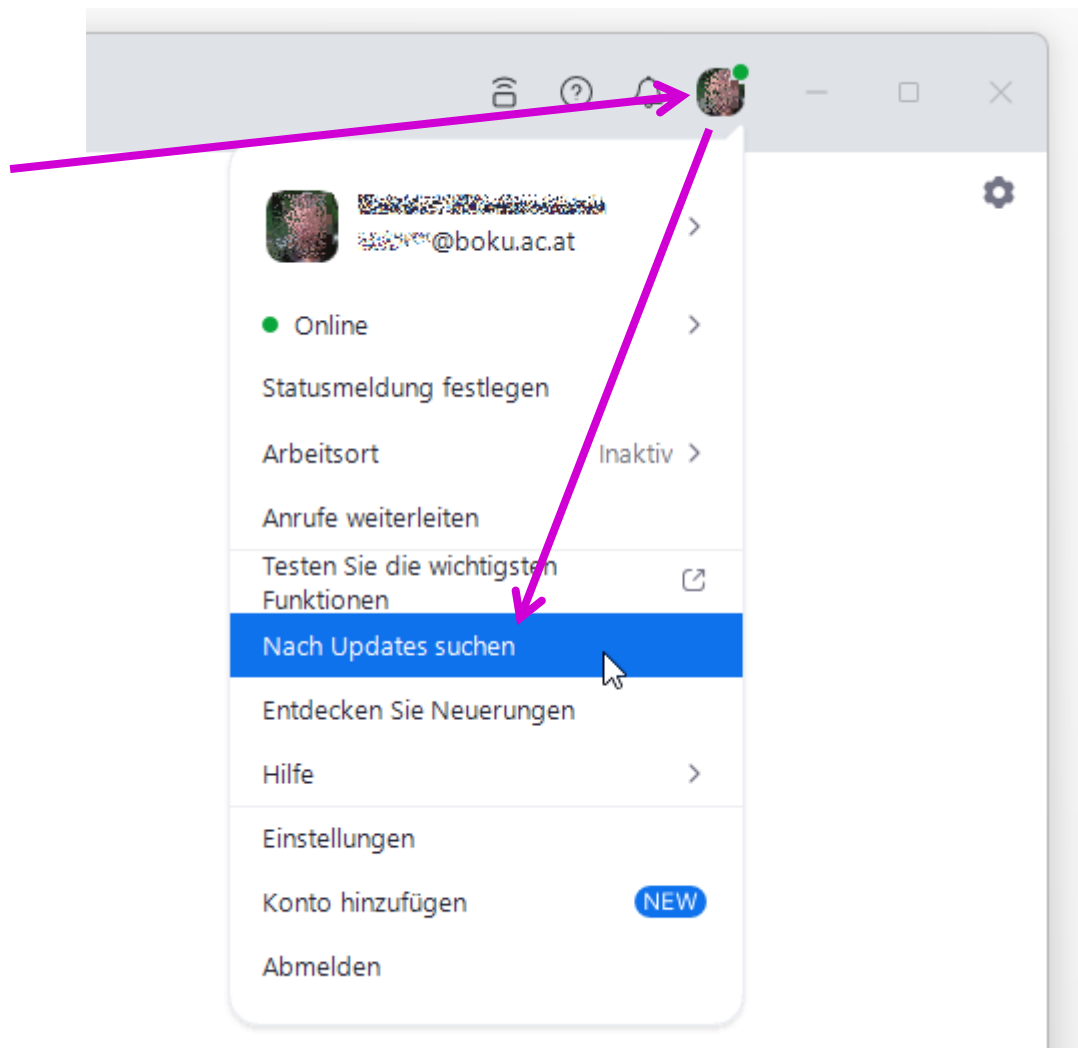 @boku.ac.at
Online
Statusmeldung festlegen
Arbeitsort Inaktiv
Anrufe weiterleiten
Testen Sie die wichtigsten
Funktionen
Nach Updates suchen
Entdecken Sie Neuerungen
Hilfe
Einstellungen
Konto hinzufügen NEW
Abmelden